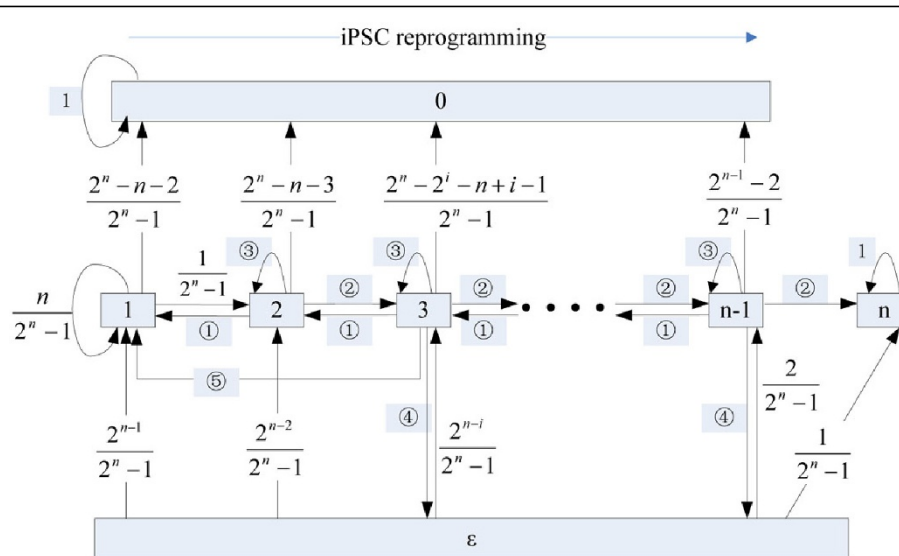 iPSC reprogramming
1
0
2^n - n - 2
2^n - 1
2^n - n - 3
2^n - 1
2^n - 2^i - n + i - 1
2^n - 1
2^{n-1} - 2
2^n - 1
③ ③ ③ 1
n
2^n - 1
1
2^n - 1
② ② ② ②
1 2 3 n-1 n
① ① ① ①
⑤
④ ④
2
2^n - 1
2^{n-1}
2^n - 1
2^{n-2}
2^n - 1
2^{n-i}
2^n - 1
1
2^n - 1
ε